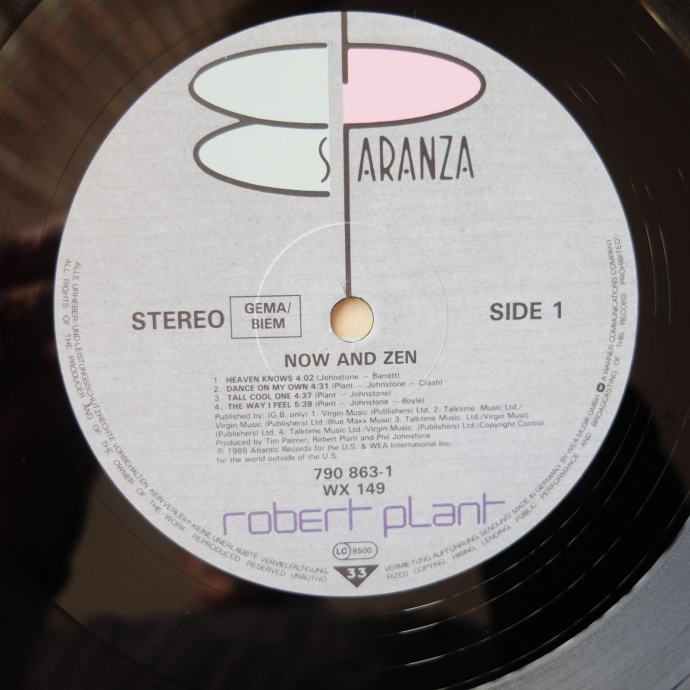 ES ARANZA
STEREO
GEMA/
BIEM
SIDE 1
NOW AND ZEN
1. HEAVEN KNOWS 4:02 (Johnstone – Barrett)
2. DANCE ON MY OWN 4:31 (Plant – Johnstone – Crash)
3. TALL COOL ONE 4:37 (Plant – Johnstone)
4. THE WAY I FEEL 5:39 (Plant – Johnstone – Boyle)
Published by: (G.B. only) 1. Virgin Music (Publishers) Ltd. 2. Talktime Music Ltd./
Virgin Music (Publishers) Ltd./Blue Maxx Music 3. Talktime Music Ltd./Virgin Music
(Publishers) Ltd. 4. Talktime Music Ltd./Virgin Music (Publishers) Ltd./Copyright Control.
Produced by Tim Palmer, Robert Plant and Phil Johnstone
℗ 1988 Atlantic Records for the U.S. & WEA International Inc.
for the world outside of the U.S.
790 863-1
WX 149
robert plant
LC 8500
33
ALLE URHEBER- UND LEISTUNGSSCHUTZRECHTE VORBEHALTEN KEIN VERLEIH! KEINE UNERLAUBTE VERVIELFÄLTIGUNG, VERMIETUNG, AUFFÜHRUNG, SENDUNG! MADE IN GERMANY BY WEA MUSIK GMBH A WARNER COMMUNICATIONS COMPANY
ALL RIGHTS OF THE PRODUCER AND OF THE OWNER OF THE WORK REPRODUCED RESERVED UNAUTHORIZED COPYING, HIRING, LENDING, PUBLIC PERFORMANCE AND BROADCASTING OF THIS RECORD PROHIBITED!